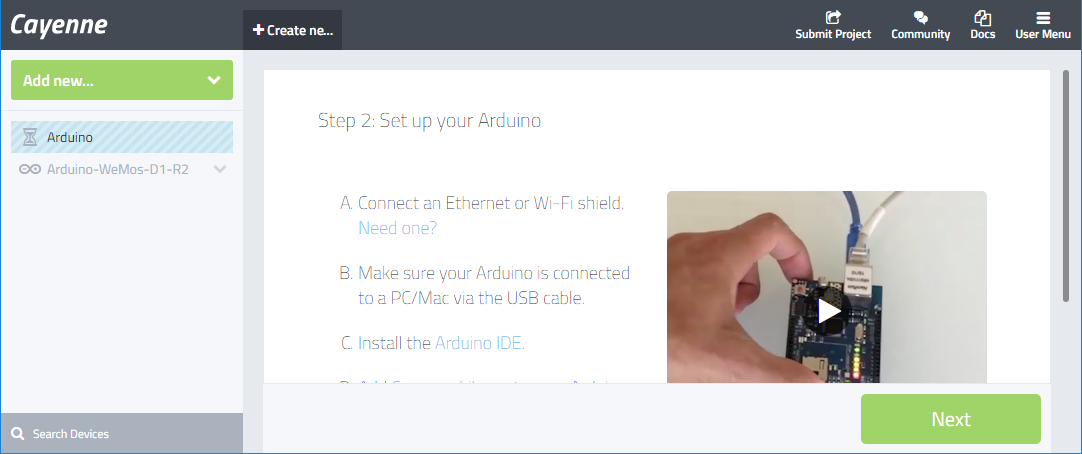 Cayenne
Create ne...
Submit Project
Community
Docs
User Menu
Add new...
Arduino
Arduino-WeMos-D1-R2
Step 2: Set up your Arduino
A. Connect an Ethernet or Wi-Fi shield.
Need one?
B. Make sure your Arduino is connected
to a PC/Mac via the USB cable.
C. Install the Arduino IDE.
Next
Search Devices